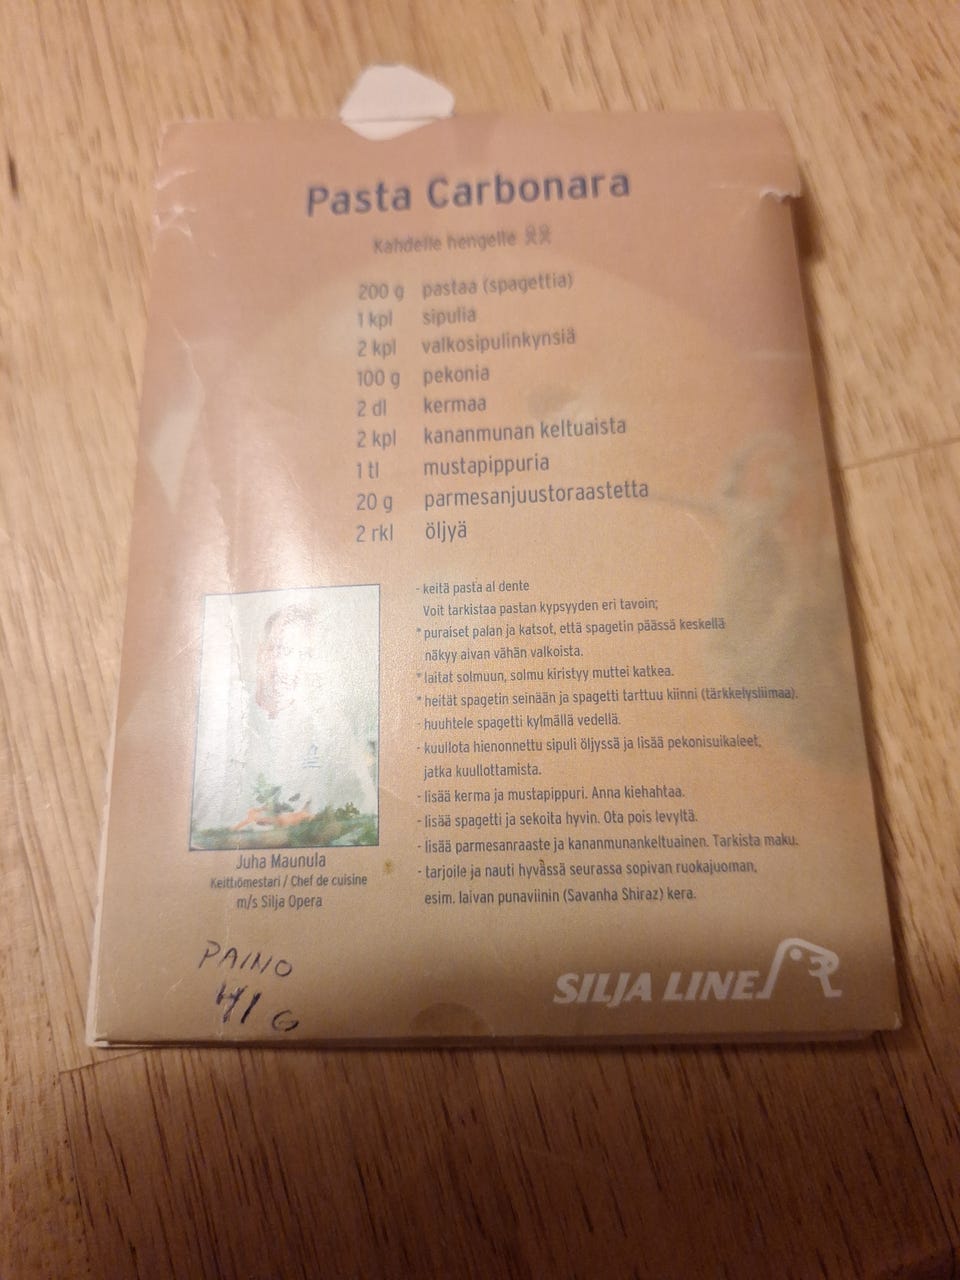 Pasta Carbonara
Kahdelle hengelle
200 g pastaa (spagettia)
1 kpl sipulia
2 kpl valkosipulinkynsiä
100 g pekonia
2 dl kermaa
2 kpl kananmunan keltuaista
1 tl mustapippuria
20 g parmesanjuustoraastetta
2 rkl öljyä
- keitä pasta al dente
Voit tarkistaa pastan kypsyyden eri tavoin;
* puraiset palan ja katsot, että spagetin päässä keskellä
näkyy aivan vähän valkoista.
* laitat solmuun, solmu kiristyy muttei katkea.
* heität spagetin seinään ja spagetti tarttuu kiinni (tärkkelysliimaa).
- huuhtele spagetti kylmällä vedellä.
- kuullota hienonnettu sipuli öljyssä ja lisää pekonisuikaleet,
jatka kuullottamista.
- lisää kerma ja mustapippuri. Anna kiehahtaa.
- lisää spagetti ja sekoita hyvin. Ota pois levyltä.
- lisää parmesanraaste ja kananmunankeltuainen. Tarkista maku.
- tarjoile ja nauti hyvässä seurassa sopivan ruokajuoman,
esim. laivan punaviinin (Savanha Shiraz) kera.
Juha Maunula
Keittiömestari / Chef de cuisine
m/s Silja Opera
PAINO
41 G
SILJA LINE